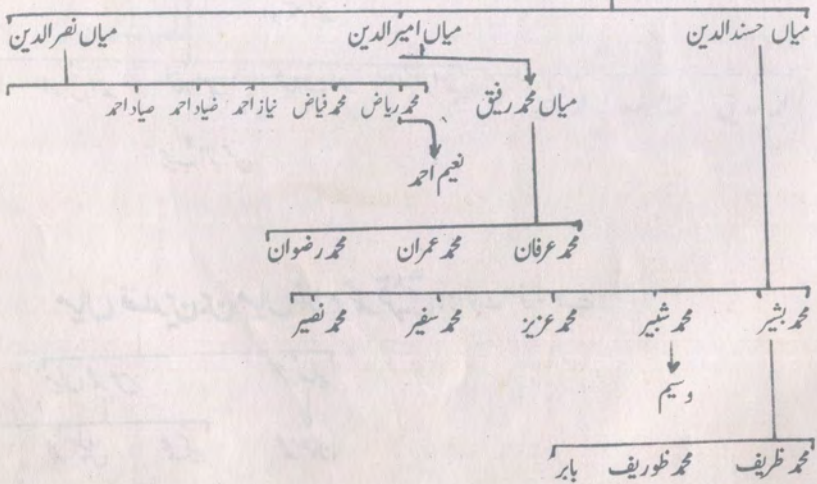 میاں حسند الدین میاں امیر الدین میاں نصر الدین
میاں محمد رفیق محمد ریاض محمد فیاض نیاز احمد ضیاد احمد صیاد احمد
نعیم احمد
محمد عرفان محمد عمران محمد رضوان
محمد بشیر محمد شبیر محمد عزیز محمد سفیر محمد نصیر
وسیم
محمد ظریف محمد ظوریف بابر